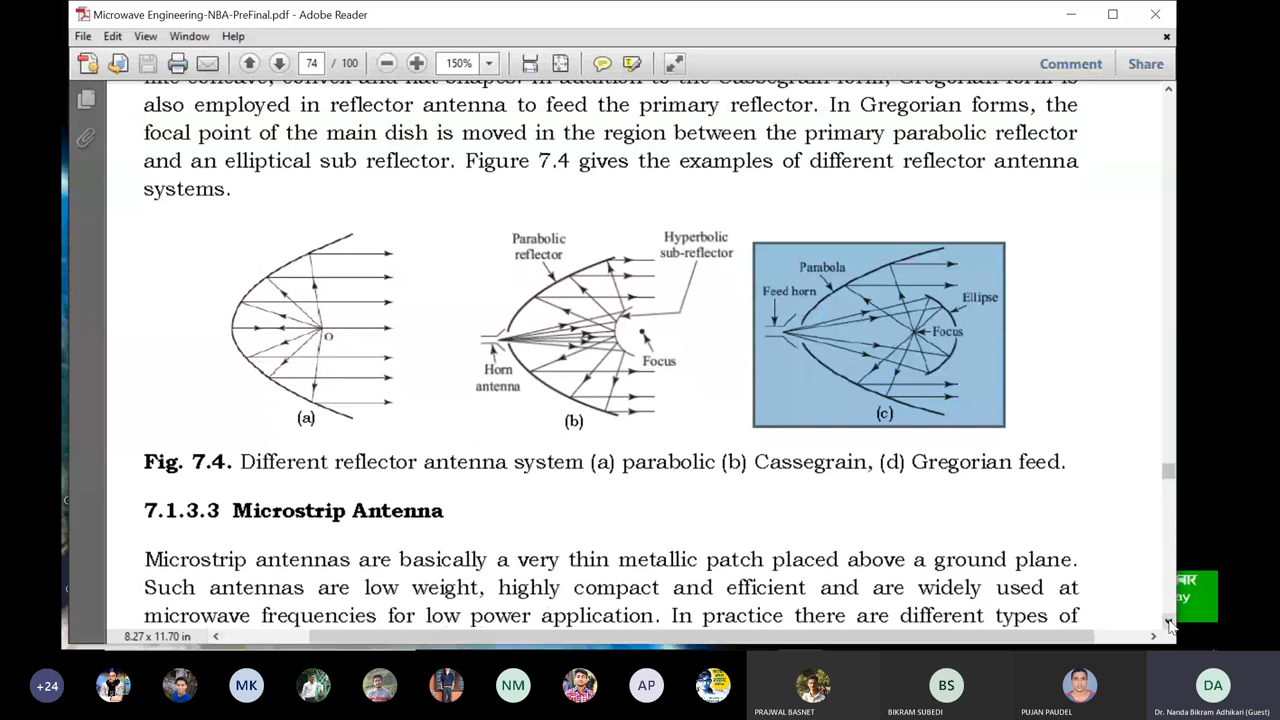 Microwave Engineering-NBA-PreFinal.pdf - Adobe Reader
File Edit View Window Help
74 / 100 150% Comment Share
also employed in reflector antenna to feed the primary reflector. In Gregorian forms, the
focal point of the main dish is moved in the region between the primary parabolic reflector
and an elliptical sub reflector. Figure 7.4 gives the examples of different reflector antenna
systems.
O
(a)
Parabolic
reflector
Hyperbolic
sub-reflector
Horn
antenna
Focus
(b)
Parabola
Feed horn
Ellipse
Focus
(c)
Fig. 7.4. Different reflector antenna system (a) parabolic (b) Cassegrain, (d) Gregorian feed.
7.1.3.3 Microstrip Antenna
Microstrip antennas are basically a very thin metallic patch placed above a ground plane.
Such antennas are low weight, highly compact and efficient and are widely used at
microwave frequencies for low power application. In practice there are different types of
8.27 x 11.70 in
+24 MK NM AP BS DA
PRAJWAL BASNET BIKRAM SUBEDI PUJAN PAUDEL Dr. Nanda Bikram Adhikari (Guest)